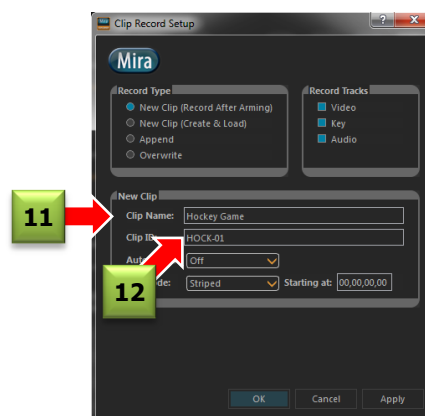 Clip Record Setup
? X
Mira
Record Type
New Clip (Record After Arming)
New Clip (Create & Load)
Append
Overwrite
Record Tracks
Video
Key
Audio
New Clip
11
Clip Name: Hockey Game
Clip ID: HOCK-01
Off
12
Striped Starting at: 00,00,00,00
OK Cancel Apply